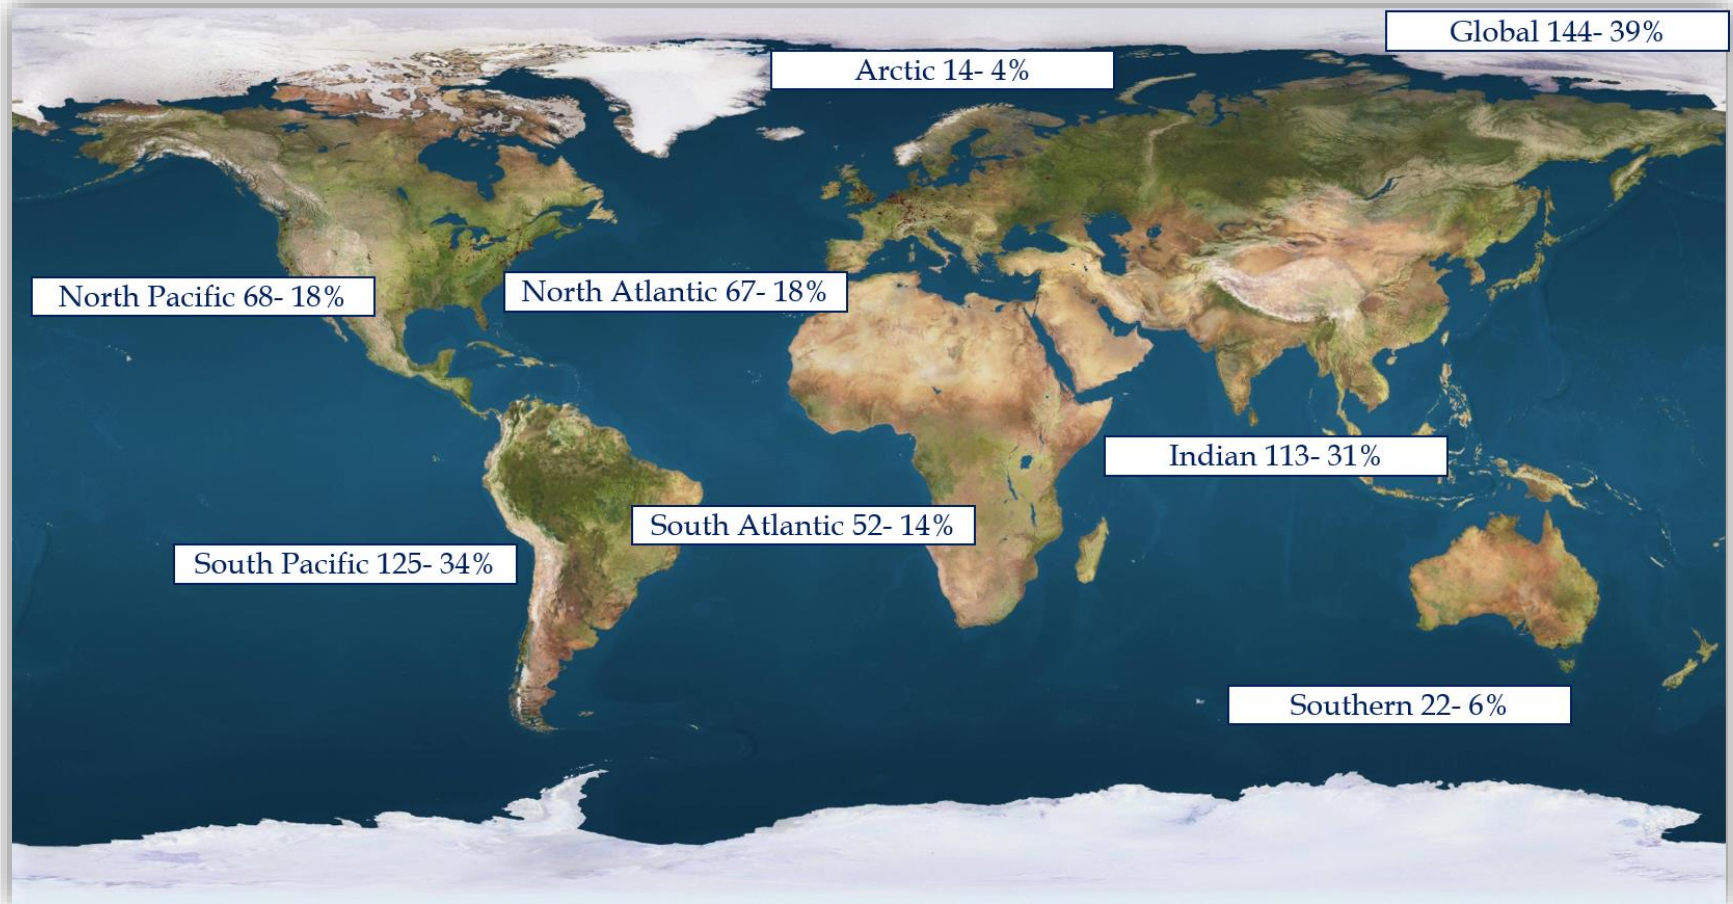 Global 144- 39%
Arctic 14- 4%
North Pacific 68- 18%
North Atlantic 67- 18%
Indian 113- 31%
South Atlantic 52- 14%
South Pacific 125- 34%
Southern 22- 6%